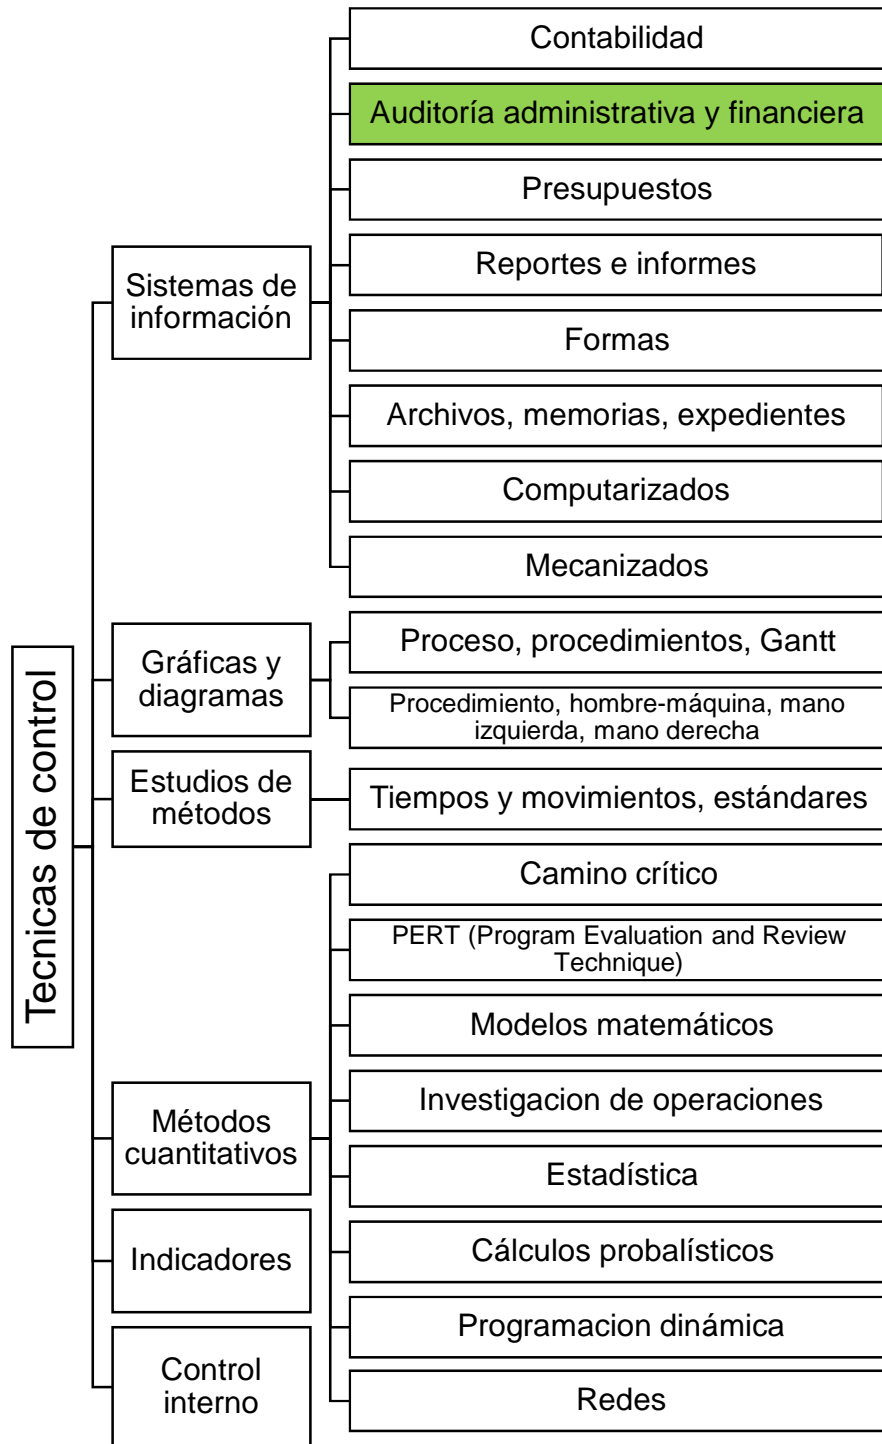 Tecnicas de control
Sistemas de
información
Contabilidad
Auditoría administrativa y financiera
Presupuestos
Reportes e informes
Formas
Archivos, memorias, expedientes
Computarizados
Mecanizados
Gráficas y
diagramas
Proceso, procedimientos, Gantt
Procedimiento, hombre-máquina, mano
izquierda, mano derecha
Estudios de
métodos
Tiempos y movimientos, estándares
Métodos
cuantitativos
Camino crítico
PERT (Program Evaluation and Review
Technique)
Modelos matemáticos
Investigacion de operaciones
Estadística
Cálculos probalísticos
Programacion dinámica
Redes
Indicadores
Control
interno